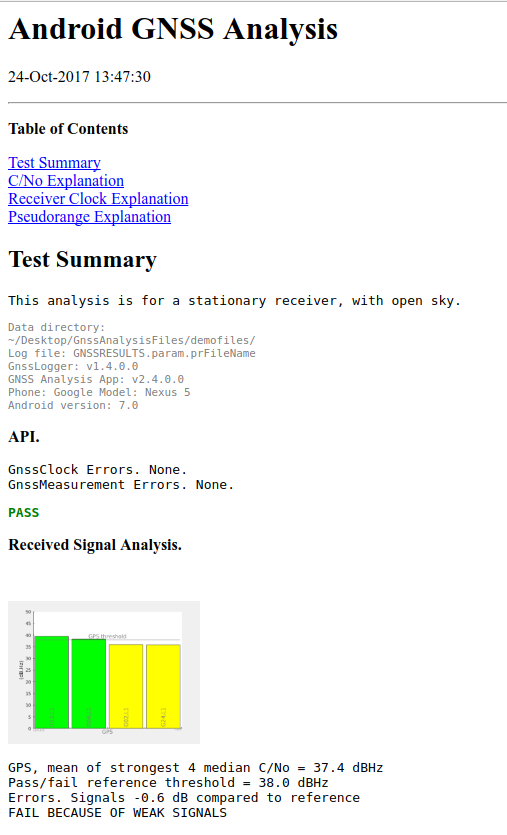 Android GNSS Analysis
24-Oct-2017 13:47:30
Table of Contents
Test Summary
C/No Explanation
Receiver Clock Explanation
Pseudorange Explanation
Test Summary
This analysis is for a stationary receiver, with open sky.
Data directory:
~/Desktop/GnssAnalysisFiles/demofiles/
Log file: GNSSRESULTS.param.prFileName
GnssLogger: v1.4.0.0
GNSS Analysis App: v2.4.0.0
Phone: Google Model: Nexus 5
Android version: 7.0
API.
GnssClock Errors. None.
GnssMeasurement Errors. None.
PASS
Received Signal Analysis.
50
45
40
GPS threshold
35
30
25
(dB.Hz)
20
15
10
5
0
G02,L1
G24,L1
GPS
GPS, mean of strongest 4 median C/No = 37.4 dBHz
Pass/fail reference threshold = 38.0 dBHz
Errors. Signals -0.6 dB compared to reference
FAIL BECAUSE OF WEAK SIGNALS